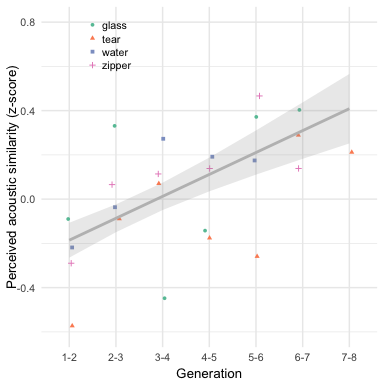 glass
tear
water
zipper
Perceived acoustic similarity (z-score)
0.8
0.4
0.0
-0.4
1-2 2-3 3-4 4-5 5-6 6-7 7-8
Generation